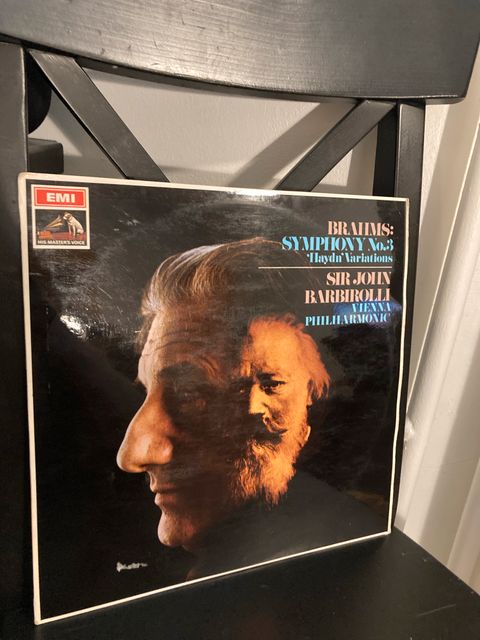 EMI
HIS MASTER'S VOICE
BRAHMS:
SYMPHONY No.3
'Haydn' Variations
SIR JOHN
BARBIROLLI
VIENNA
PHILHARMONIC